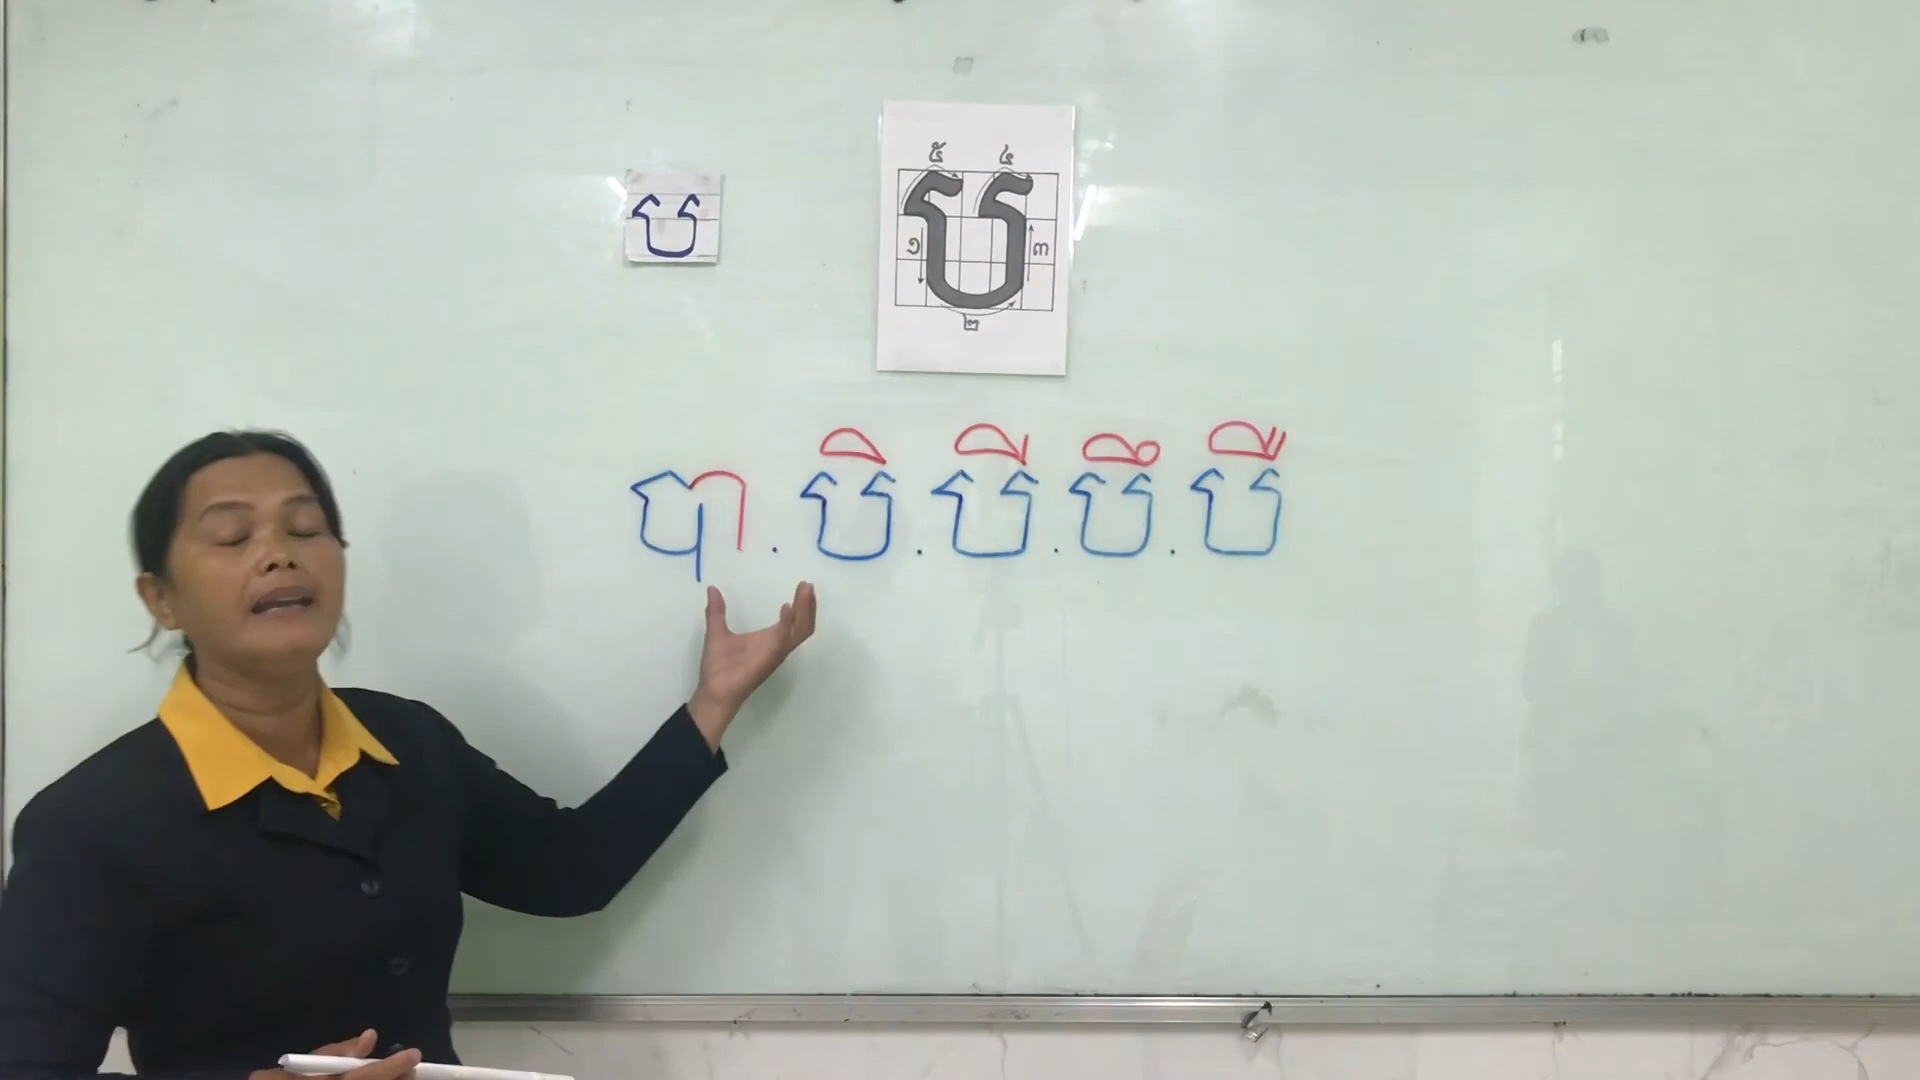 ប
៥ ៤
១ ៣
២
ប
បា . បិ . បី . បឹ . បឺ